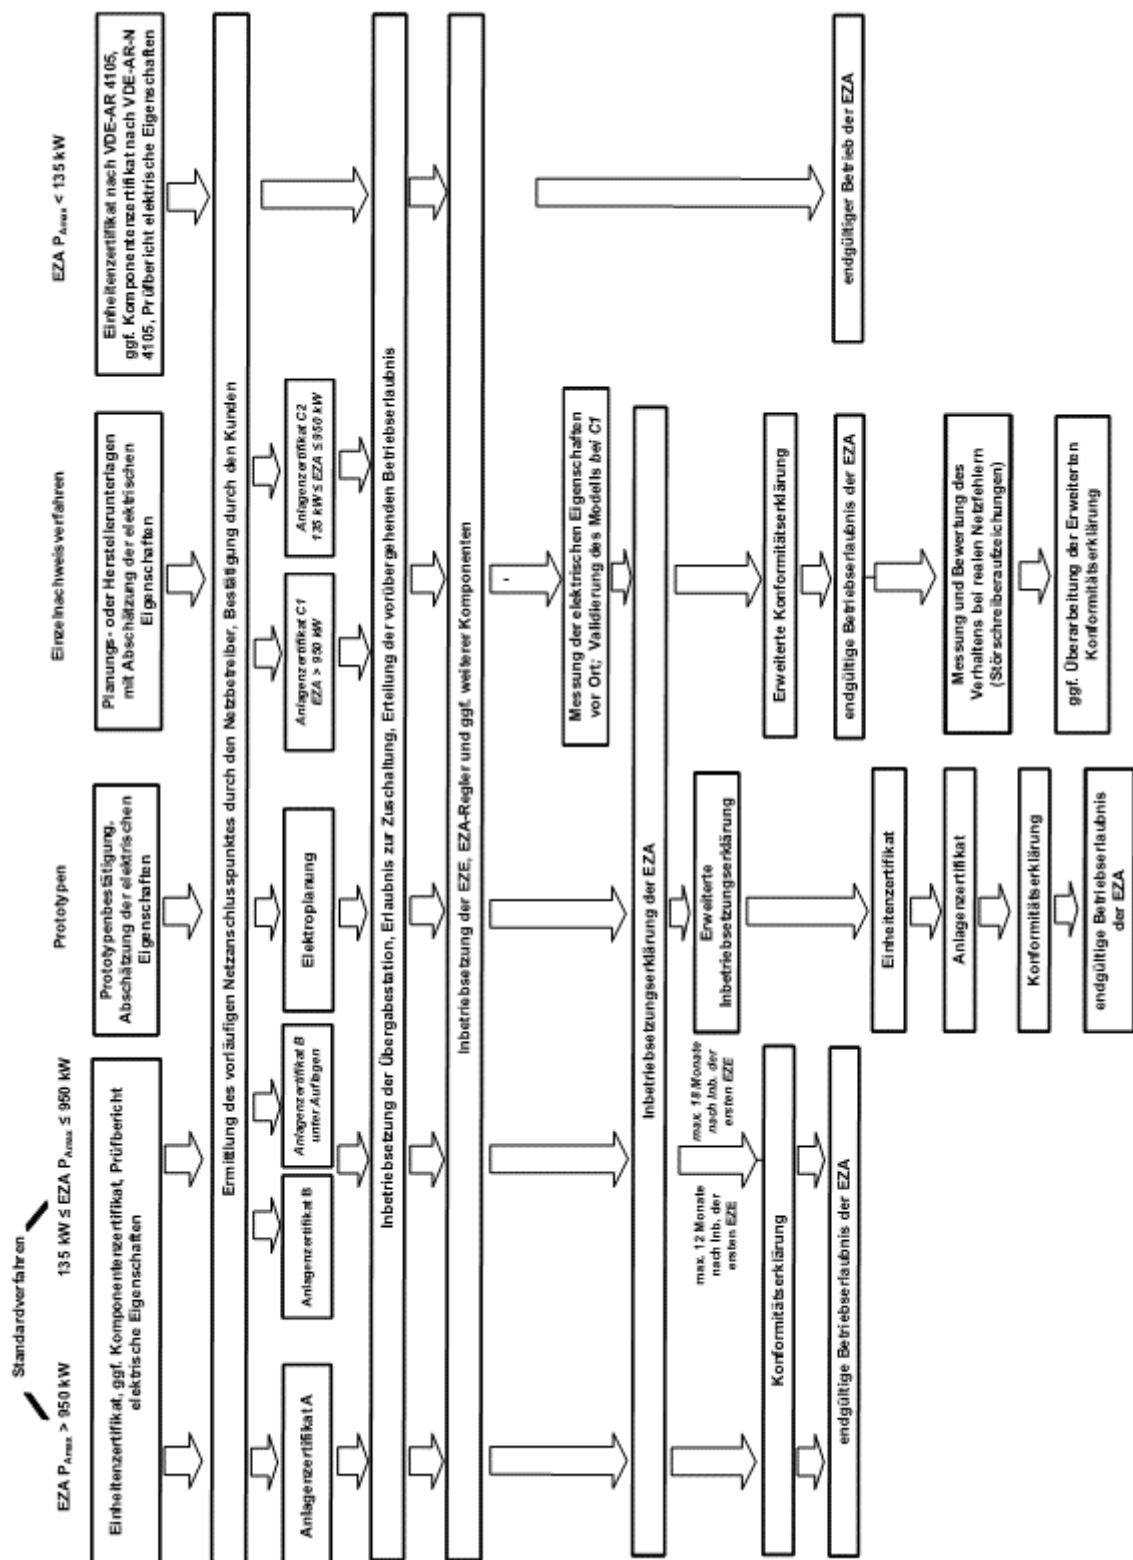 Standardverfahren
EZA P Amax > 950 kW
135 kW ≤ EZA P Amax ≤ 950 kW
Prototypen
Einzelnachweisverfahren
EZA P Amax < 135 kW
Einheitenzertifikat, ggf. Komponentenzertifikat, Prüfbericht
elektrische Eigenschaften
Prototypenbestätigung,
Abschätzung der elektrischen
Eigenschaften
Planungs- oder Herstellerunterlagen
mit Abschätzung der elektrischen
Eigenschaften
Einheitenzertifikat nach VDE-AR 4105,
ggf. Komponentenzertifikat nach VDE-AR-N
4105, Prüfbericht elektrische Eigenschaften
Ermittlung des vorläufigen Netzanschlusspunktes durch den Netzbetreiber, Bestätigung durch den Kunden
Anlagenzertifikat A
Anlagenzertifikat B
Anlagenzertifikat B
unter Auflagen
Elektroplanung
Anlagenzertifikat C1
EZA > 950 kW
Anlagenzertifikat C2
135 kW ≤ EZA ≤ 950 kW
Inbetriebsetzung der Übergabestation, Erlaubnis zur Zuschaltung, Erteilung der vorübergehenden Betriebserlaubnis
Inbetriebsetzung der EZE, EZA-Regler und ggf. weiterer Komponenten
Messung der elektrischen Eigenschaften
vor Ort; Validierung des Modells bei C1
Inbetriebsetzungserklärung der EZA
max. 12 Monate
nach Inb. der
ersten EZE
max. 18 Monate
nach Inb. der
ersten EZE
Erweiterte
Inbetriebsetzungserklärung
Konformitätserklärung
Erweiterte Konformitätserklärung
endgültige Betriebserlaubnis der EZA
endgültige Betriebserlaubnis der EZA
endgültiger Betrieb der EZA
Einheitenzertifikat
Anlagenzertifikat
Messung und Bewertung des
Verhaltens bei realen Netzfehlern
(Störschreiberaufzeichungen)
Konformitätserklärung
ggf. Überarbeitung der Erweiterten
Konformitätserklärung
endgültige Betriebserlaubnis
der EZA